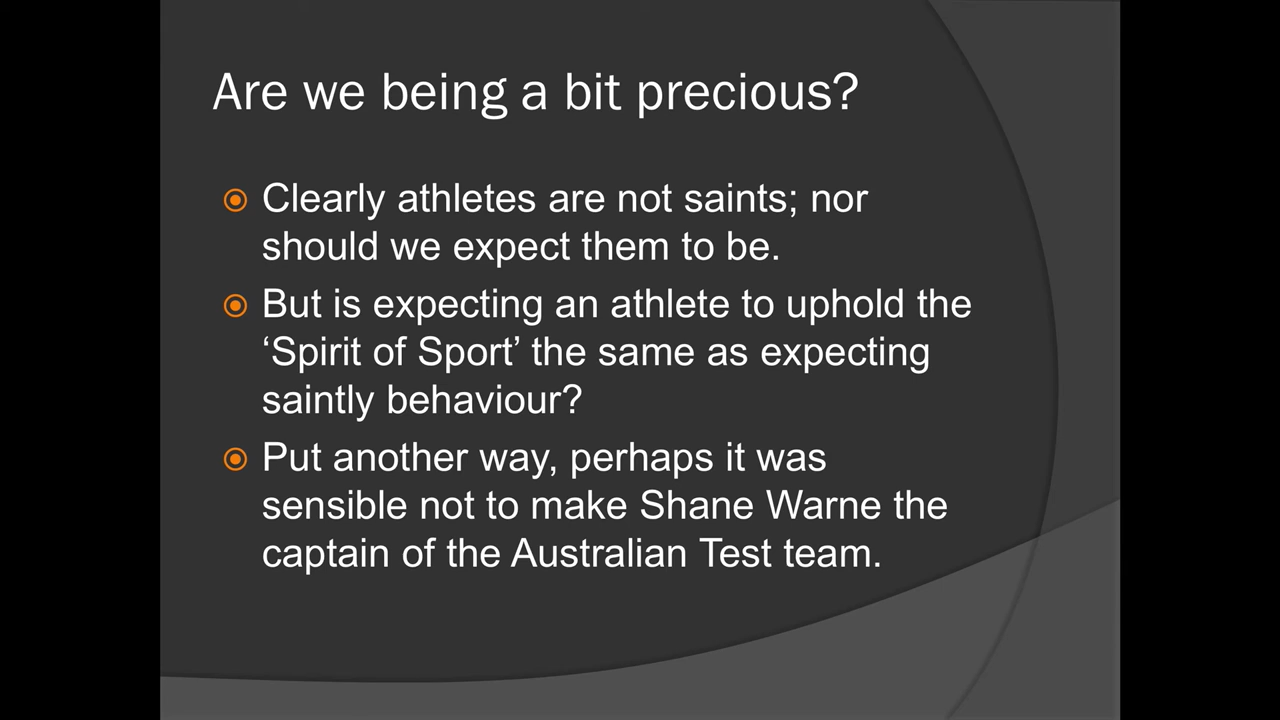 Are we being a bit precious?
Clearly athletes are not saints; nor
should we expect them to be.
But is expecting an athlete to uphold the
‘Spirit of Sport’ the same as expecting
saintly behaviour?
Put another way, perhaps it was
sensible not to make Shane Warne the
captain of the Australian Test team.